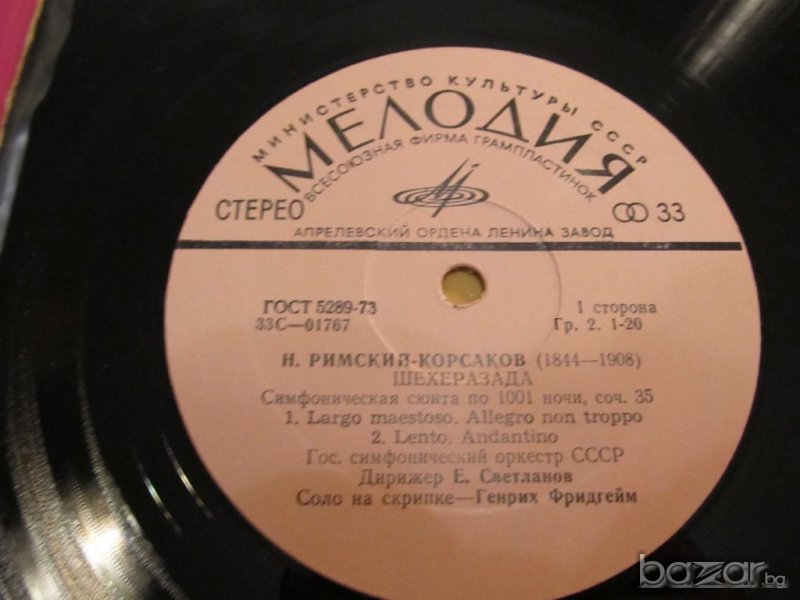 МИНИСТЕРСТВО КУЛЬТУРЫ СССР
МЕЛОДИЯ
ВСЕСОЮЗНАЯ ФИРМА ГРАМПЛАСТИНОК
СТЕРЕО
33
АПРЕЛЕВСКИЙ ОРДЕНА ЛЕНИНА ЗАВОД
ГОСТ 5289-73
1 сторона
33С—01767
Гр. 2. 1-20
Н. РИМСКИЙ-КОРСАКОВ (1844—1908)
ШЕХЕРАЗАДА
Симфоническая сюита по 1001 ночи, соч. 35
1. Largo maestoso, Allegro non troppo
2. Lento, Andantino
Гос. симфонический оркестр СССР
Дирижер Е. Светланов
Соло на скрипке—Генрих Фридгейм
bazar.bg